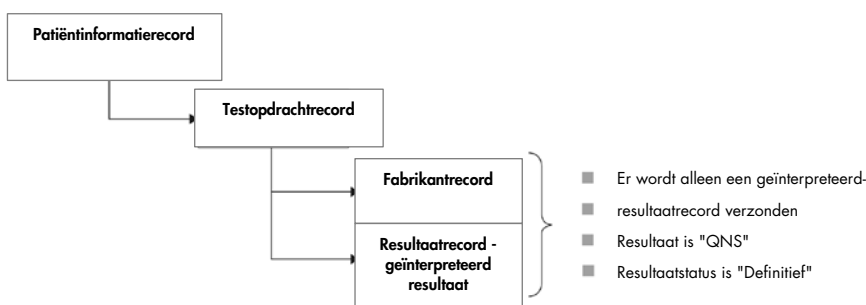 Patiëntinformatierecord
Testopdrachtrecord
Fabrikantrecord
Resultaatrecord -
geïnterpreteerd
resultaat
Er wordt alleen een geïnterpreteerd-
resultaatrecord verzonden
Resultaat is "QNS"
Resultaatstatus is "Definitief"